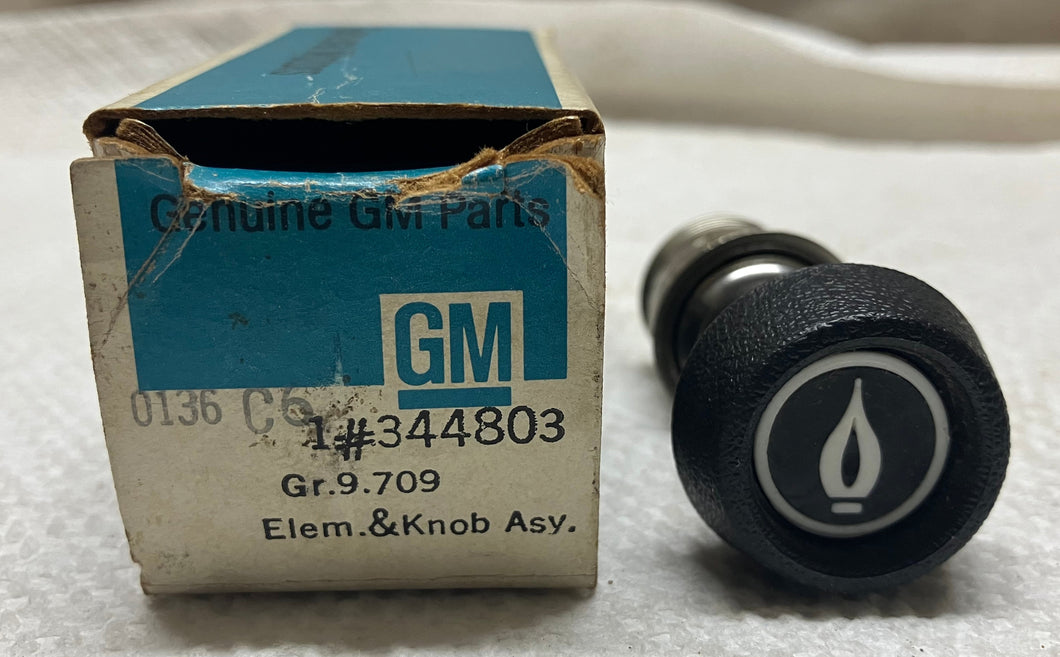 Genuine GM Parts
GM
0136 C6
1#344803
Gr.9.709
Elem.&Knob Asy.